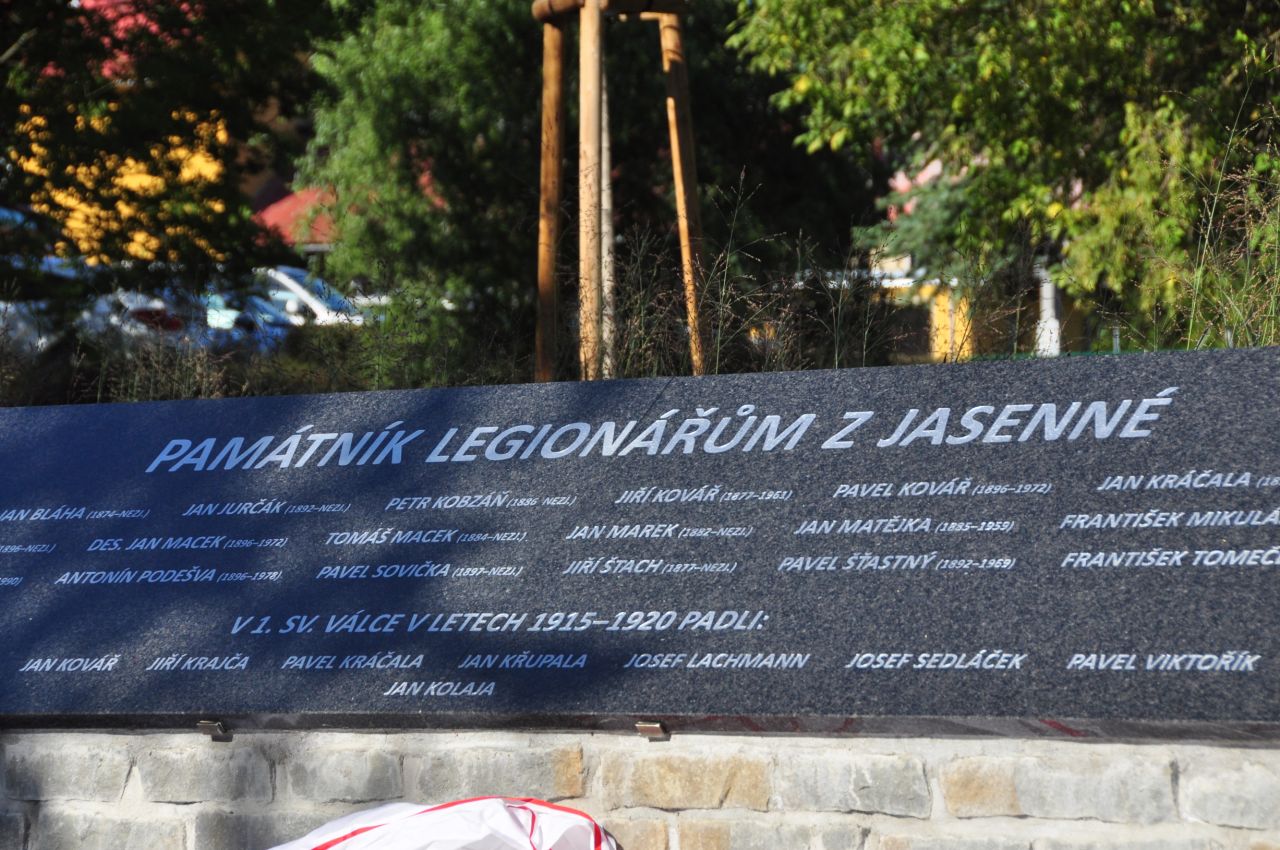 PAMÁTNÍK LEGIONÁŘŮM Z JASENNÉ
JAN BLÁHA (1874–NEZJ.) JAN JURČÁK (1892–NEZJ.) PETR KOBZÁŇ (1886 NEZJ.) JIŘÍ KOVÁŘ (1877–1961) PAVEL KOVÁŘ (1896–1972) JAN KRÁČALA
1896–NEZJ.) DES. JAN MACEK (1896–1972) TOMÁŠ MACEK (1884–NEZJ.) JAN MAREK (1882–NEZJ.) JAN MATĚJKA (1885–1959) FRANTIŠEK
ANTONÍN PODEŠVA (1896–1978) PAVEL SOVIČKA (1897–NEZJ.) JIŘÍ ŠTACH (1877–NEZJ.) PAVEL ŠŤASTNÝ (1892–1969) FRANTIŠEK
V 1. SV. VÁLCE V LETECH 1915–1920 PADLI:
JAN KOVÁŘ JIŘÍ KRAJČA PAVEL KRÁČALA JAN KŘUPALA JOSEF LACHMANN JOSEF SEDLÁČEK PAVEL VIKTOŘÍK
JAN KOLAJA